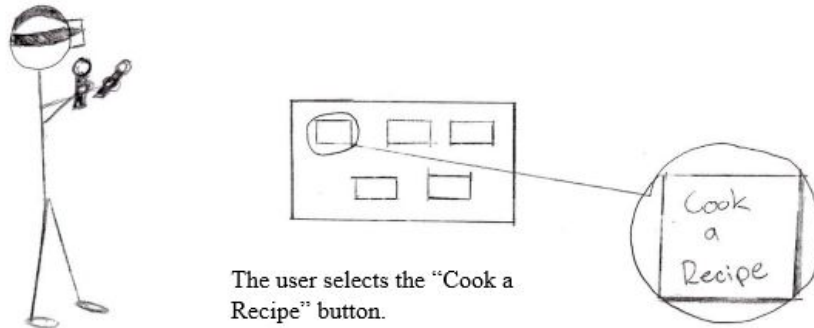 Cook
a
Recipe
The user selects the “Cook a
Recipe” button.